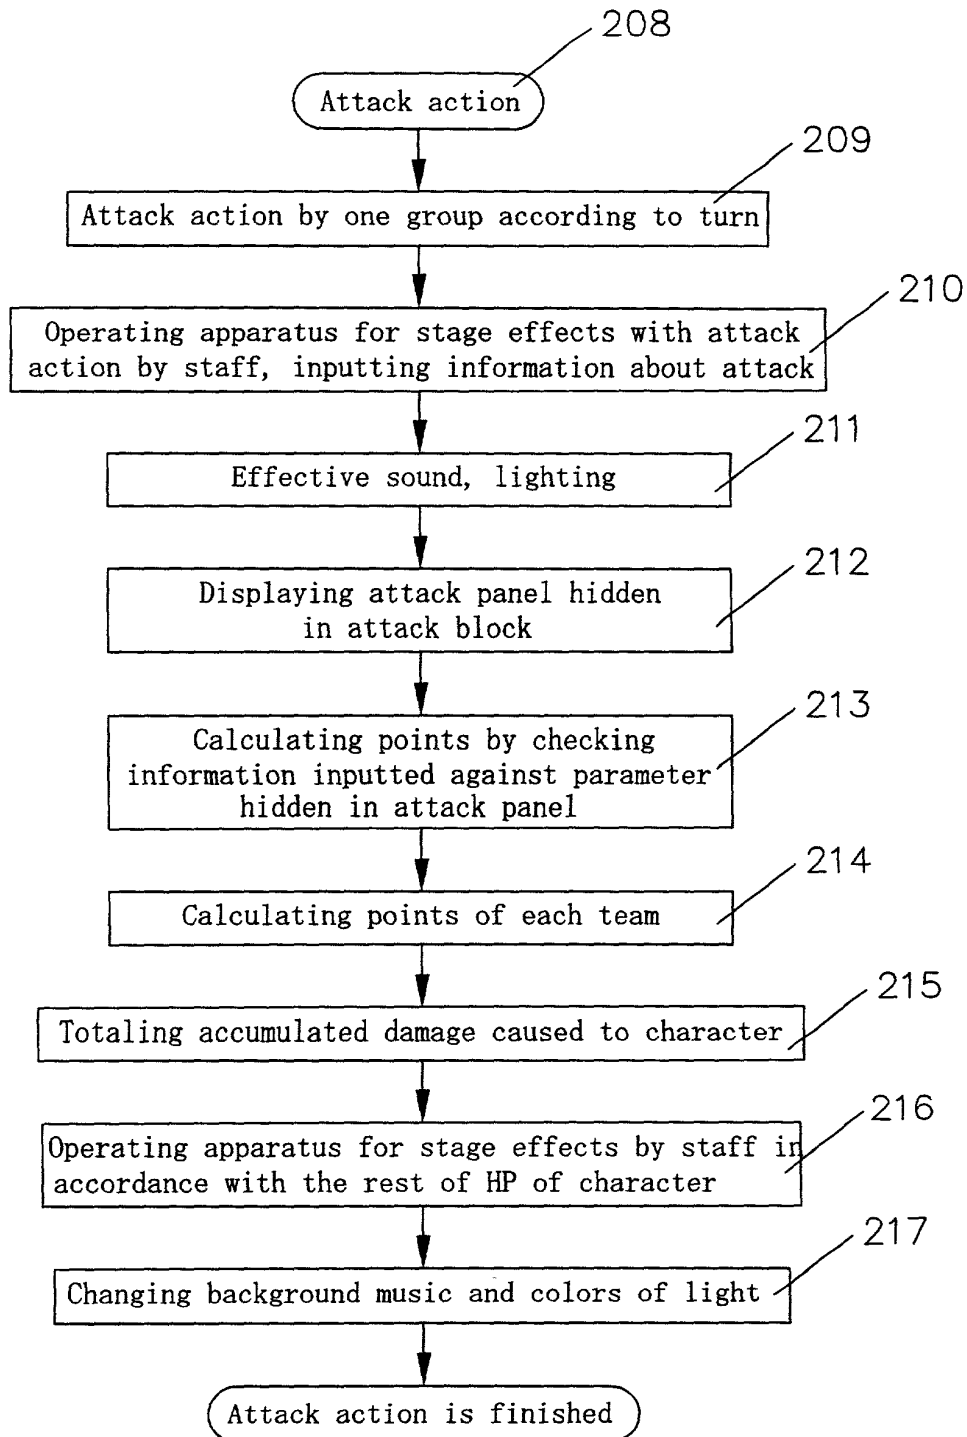 208
Attack action
209
Attack action by one group according to turn
210
Operating apparatus for stage effects with attack
action by staff, inputting information about attack
211
Effective sound, lighting
212
Displaying attack panel hidden
in attack block
213
Calculating points by checking
information inputted against parameter
hidden in attack panel
214
Calculating points of each team
215
Totaling accumulated damage caused to character
216
Operating apparatus for stage effects by staff in
accordance with the rest of HP of character
217
Changing background music and colors of light
Attack action is finished